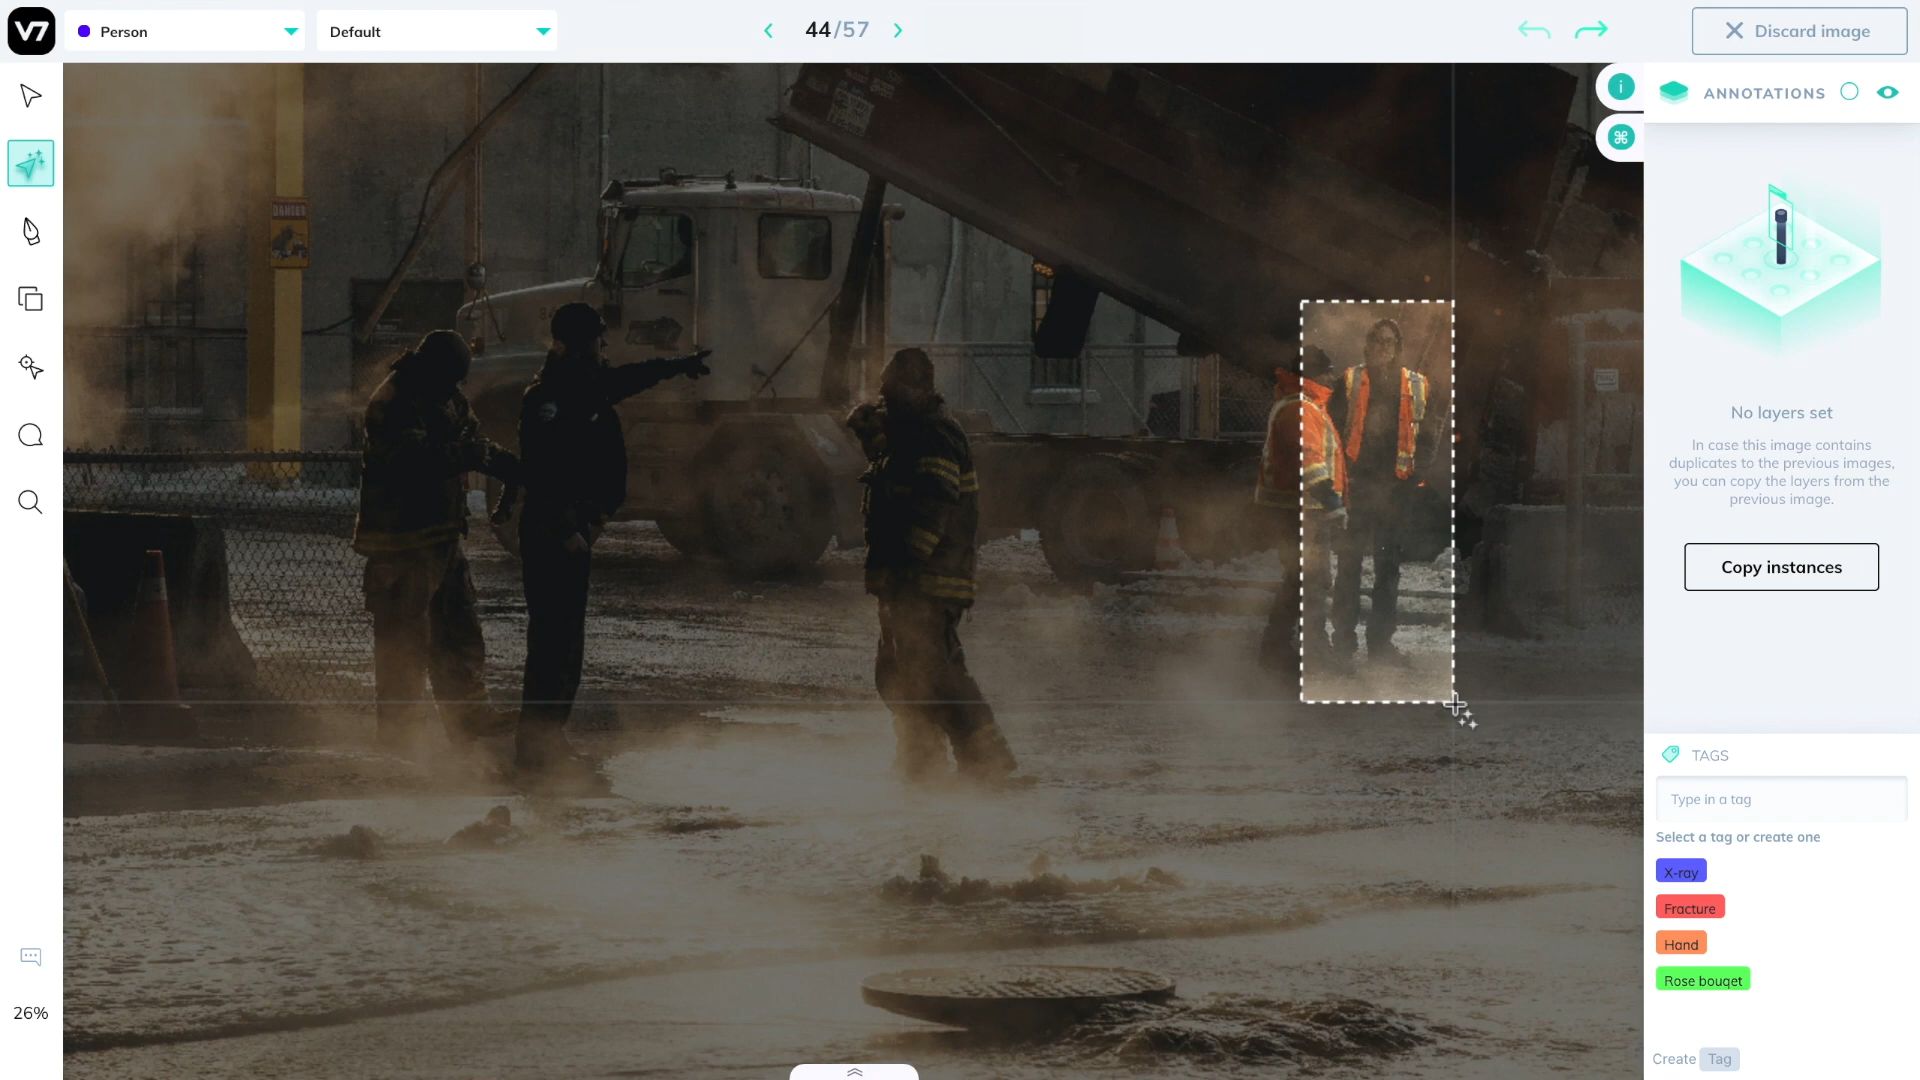 V7
Person
Default
44/57
Discard image
i
⌘
ANNOTATIONS
DANGER
No layers set
In case this image contains
duplicates to the previous images,
you can copy the layers from the
previous image.
Copy instances
TAGS
Type in a tag
Select a tag or create one
X-ray
Fracture
Hand
Rose bouqet
Create Tag
26%